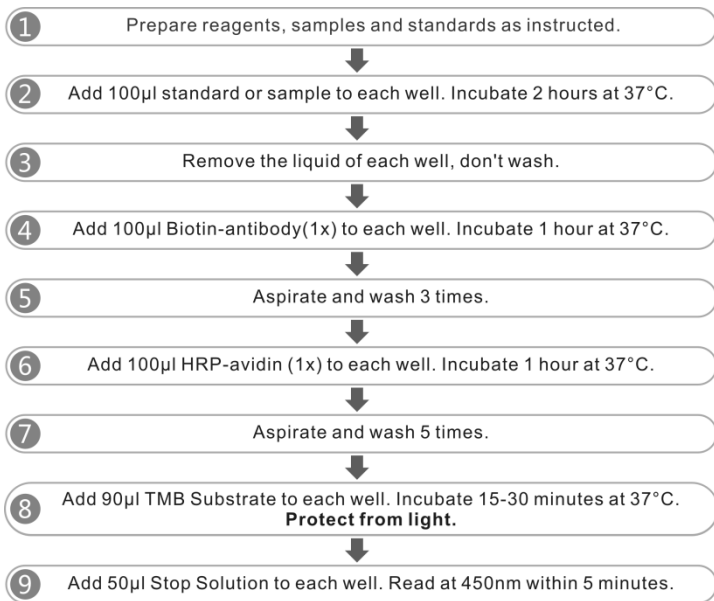 1 Prepare reagents, samples and standards as instructed.
2 Add 100µl standard or sample to each well. Incubate 2 hours at 37°C.
3 Remove the liquid of each well, don't wash.
4 Add 100µl Biotin-antibody(1x) to each well. Incubate 1 hour at 37°C.
5 Aspirate and wash 3 times.
6 Add 100µl HRP-avidin (1x) to each well. Incubate 1 hour at 37°C.
7 Aspirate and wash 5 times.
8 Add 90µl TMB Substrate to each well. Incubate 15-30 minutes at 37°C.
Protect from light.
9 Add 50µl Stop Solution to each well. Read at 450nm within 5 minutes.